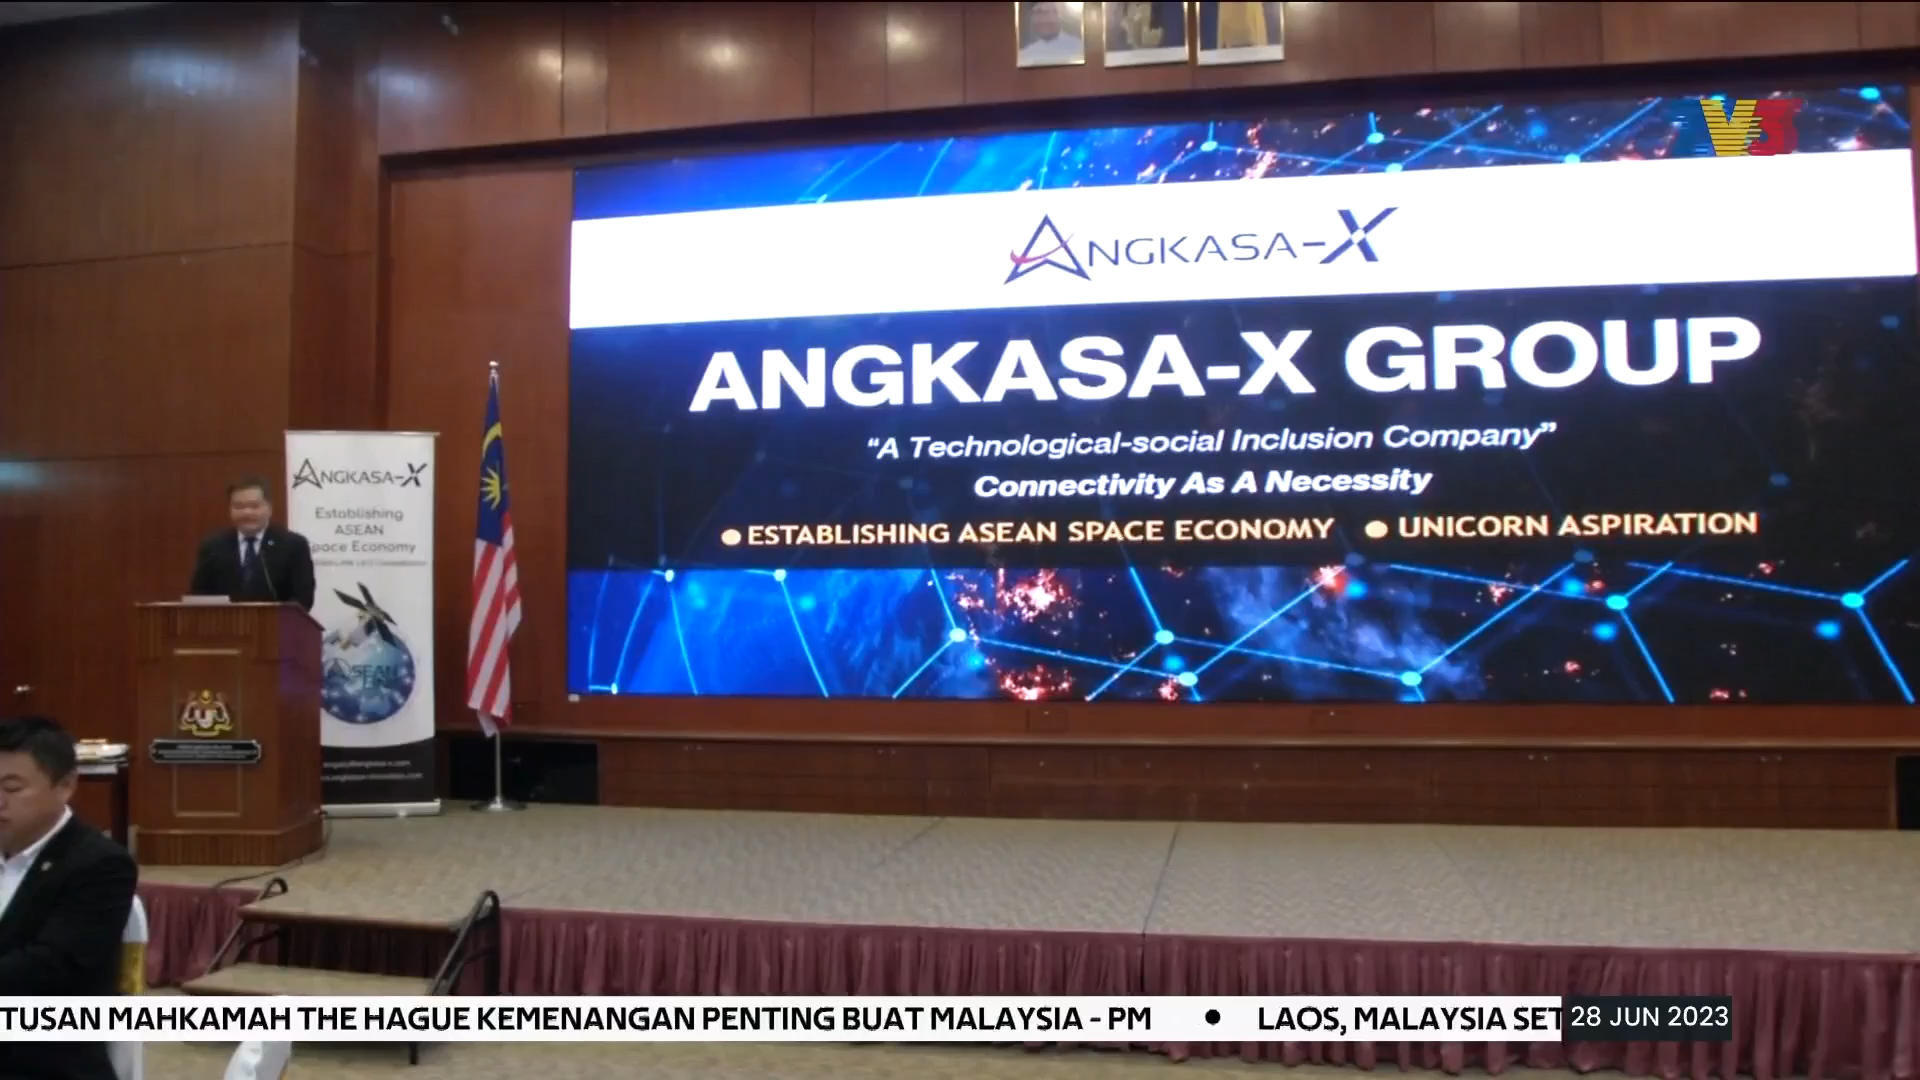 TV3
ANGKASA-X
ANGKASA-X GROUP
“A Technological-social Inclusion Company”
Connectivity As A Necessity
● ESTABLISHING ASEAN SPACE ECONOMY ● UNICORN ASPIRATION
ANGKASA-X
Establishing
ASEAN
Space Economy
ASEAN
TUSAN MAHKAMAH THE HAGUE KEMENANGAN PENTING BUAT MALAYSIA - PM ● LAOS, MALAYSIA SET
28 JUN 2023